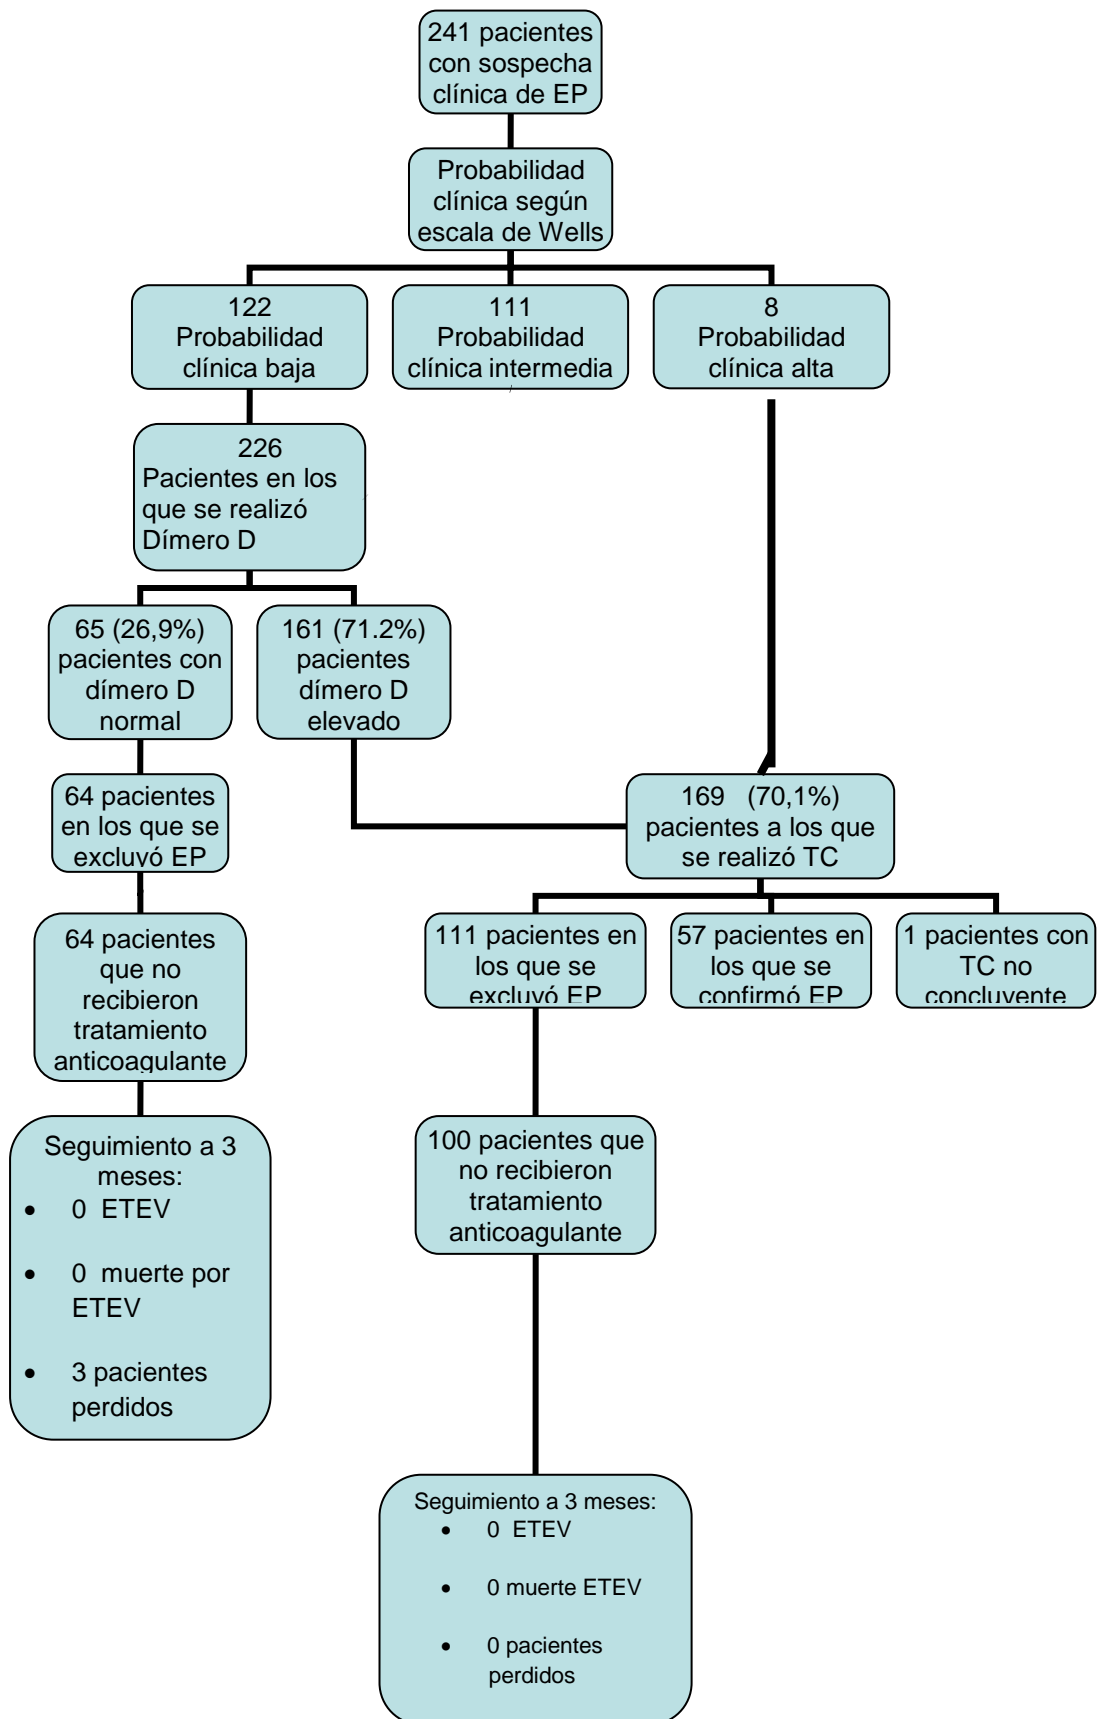 241 pacientes
con sospecha
clínica de EP
Probabilidad
clínica según
escala de Wells
122
Probabilidad
clínica baja
111
Probabilidad
clínica intermedia
8
Probabilidad
clínica alta
226
Pacientes en los
que se realizó
Dímero D
65 (26,9%)
pacientes con
dímero D
normal
161 (71.2%)
pacientes
dímero D
elevado
64 pacientes
en los que se
excluyó EP
169 (70,1%)
pacientes a los que
se realizó TC
64 pacientes
que no
recibieron
tratamiento
anticoagulante
111 pacientes en
los que se
excluyó EP
57 pacientes en
los que se
confirmó EP
1 pacientes con
TC no
concluyente
Seguimiento a 3
meses:
• 0 ETEV
• 0 muerte por
ETEV
• 3 pacientes
perdidos
100 pacientes que
no recibieron
tratamiento
anticoagulante
Seguimiento a 3 meses:
• 0 ETEV
• 0 muerte ETEV
• 0 pacientes
perdidos